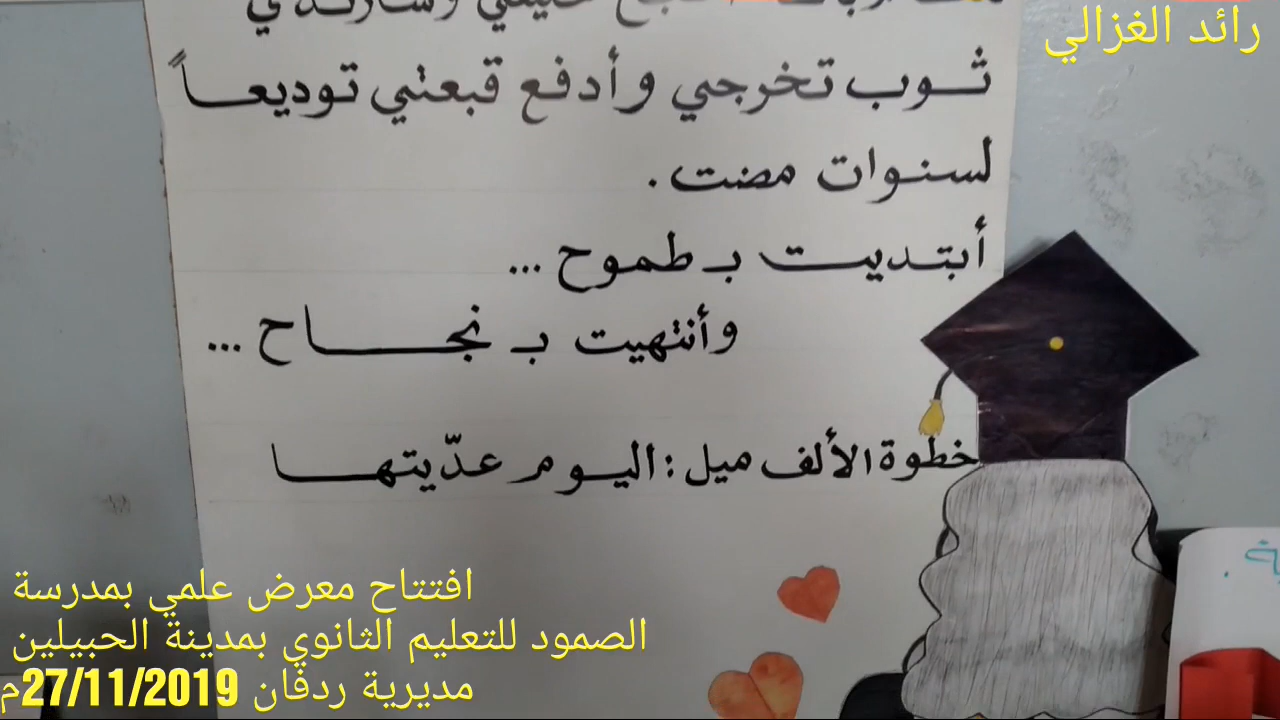 رائد الغزالي
ثوب تخرجي وأدفع قبعتي توديعاً
لسنوات مضت.
أبتديت بـ طموح ...
وأنتهيت بـ نجاح ...
خطوة الألف ميل: اليوم عدّيتها
افتتاح معرض علمي بمدرسة
الصمود للتعليم الثانوي بمدينة الحبيلين
مديرية ردفان 27/11/2019م